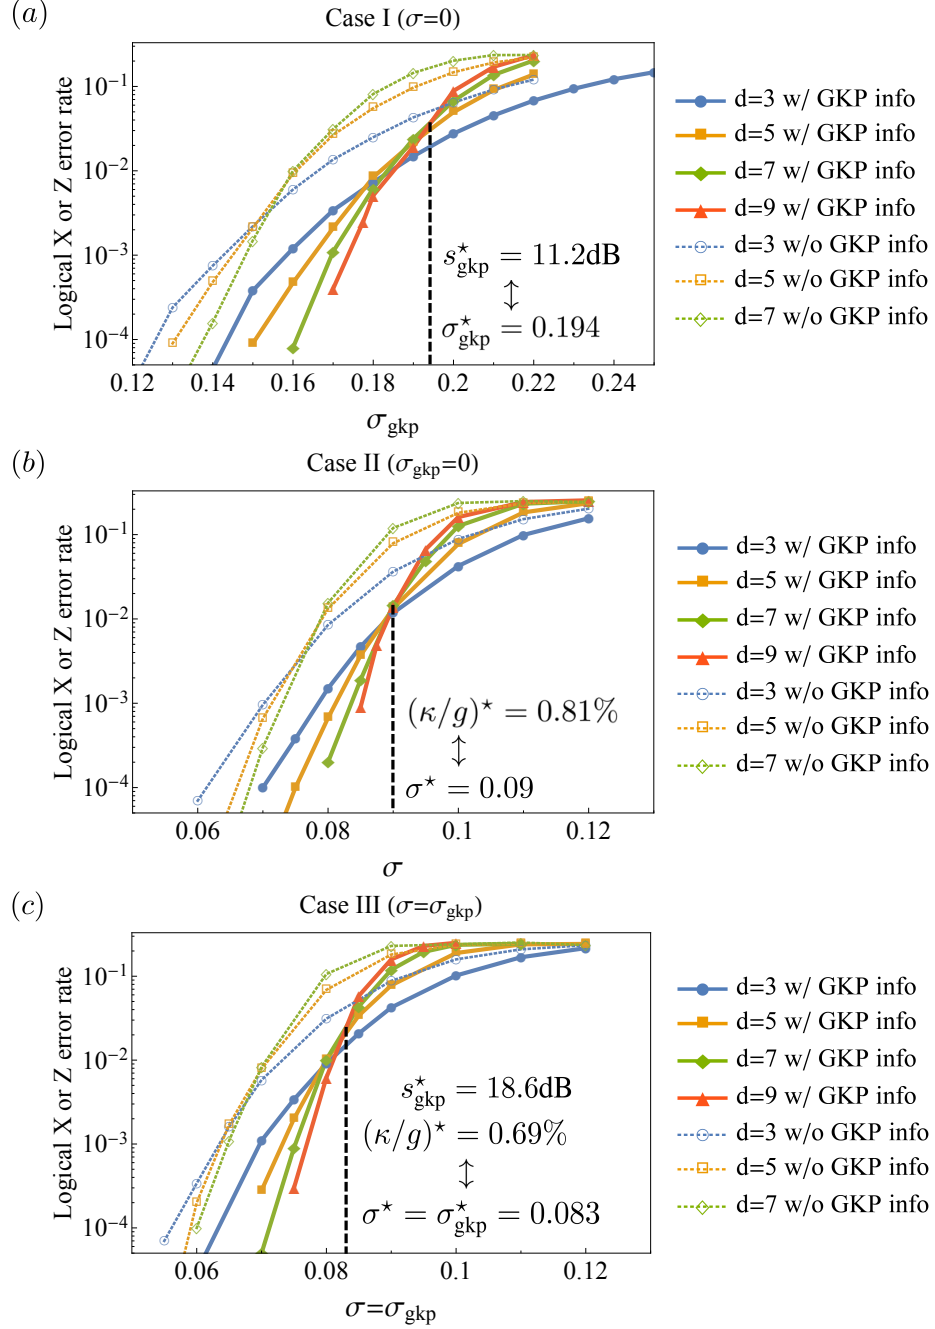 (a)
Case I (σ=0)
Logical X or Z error rate
10⁻¹
10⁻²
10⁻³
10⁻⁴
0.12 0.14 0.16 0.18 0.20 0.22 0.24
σ_gkp
s*_gkp = 11.2dB
↕
σ*_gkp = 0.194
d=3 w/ GKP info
d=5 w/ GKP info
d=7 w/ GKP info
d=9 w/ GKP info
d=3 w/o GKP info
d=5 w/o GKP info
d=7 w/o GKP info
(b)
Case II (σ_gkp=0)
Logical X or Z error rate
10⁻¹
10⁻²
10⁻³
10⁻⁴
0.06 0.08 0.1 0.12
σ
(κ/g)* = 0.81%
↕
σ* = 0.09
d=3 w/ GKP info
d=5 w/ GKP info
d=7 w/ GKP info
d=9 w/ GKP info
d=3 w/o GKP info
d=5 w/o GKP info
d=7 w/o GKP info
(c)
Case III (σ=σ_gkp)
Logical X or Z error rate
10⁻¹
10⁻²
10⁻³
10⁻⁴
0.06 0.08 0.1 0.12
σ=σ_gkp
s*_gkp = 18.6dB
(κ/g)* = 0.69%
↕
σ* = σ*_gkp = 0.083
d=3 w/ GKP info
d=5 w/ GKP info
d=7 w/ GKP info
d=9 w/ GKP info
d=3 w/o GKP info
d=5 w/o GKP info
d=7 w/o GKP info